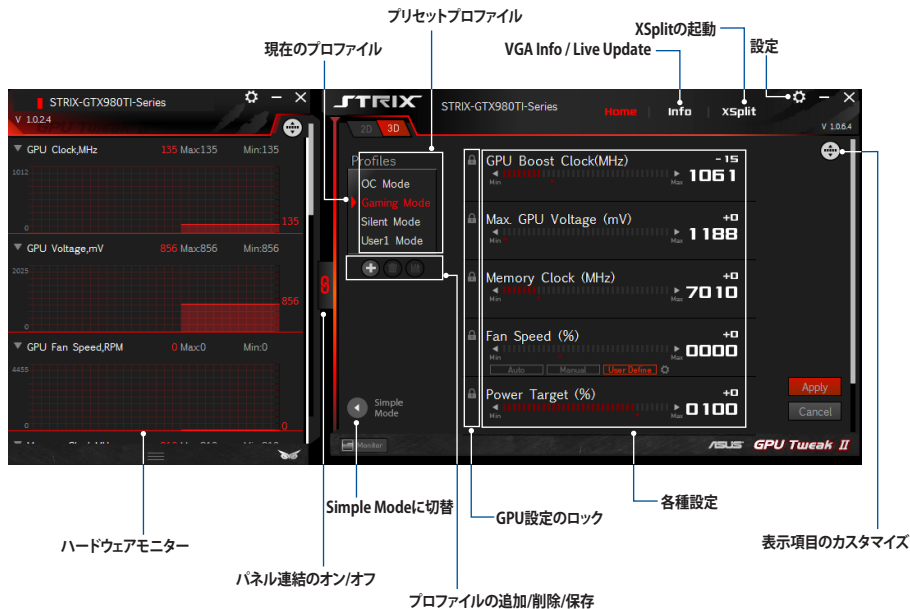 プリセットプロファイル
XSplitの起動
現在のプロファイル
VGA Info / Live Update
設定
STRIX-GTX980TI-Series
V 1.0.2.4
GPU Clock,MHz 135 Max:135 Min:135
1012
135
0
GPU Voltage,mV 856 Max:856 Min:856
2025
856
0
GPU Fan Speed,RPM 0 Max:0 Min:0
4455
0
0
STRIX
STRIX-GTX980TI-Series
Home | Info | XSplit
V 1.0.6.4
2D 3D
Profiles
OC Mode
Gaming Mode
Silent Mode
User1 Mode
Simple
Mode
Monitor
GPU Boost Clock(MHz) -15
Min Max 1061
Max. GPU Voltage (mV) +0
Min Max 1188
Memory Clock (MHz) +0
Min Max 7010
Fan Speed (%) +0
Min Max 0000
Auto Manual User Define
Power Target (%) +0
Min Max 0100
Apply
Cancel
ASUS GPU Tweak II
Simple Modeに切替
GPU設定のロック
各種設定
表示項目のカスタマイズ
ハードウェアモニター
パネル連結のオン/オフ
プロファイルの追加/削除/保存